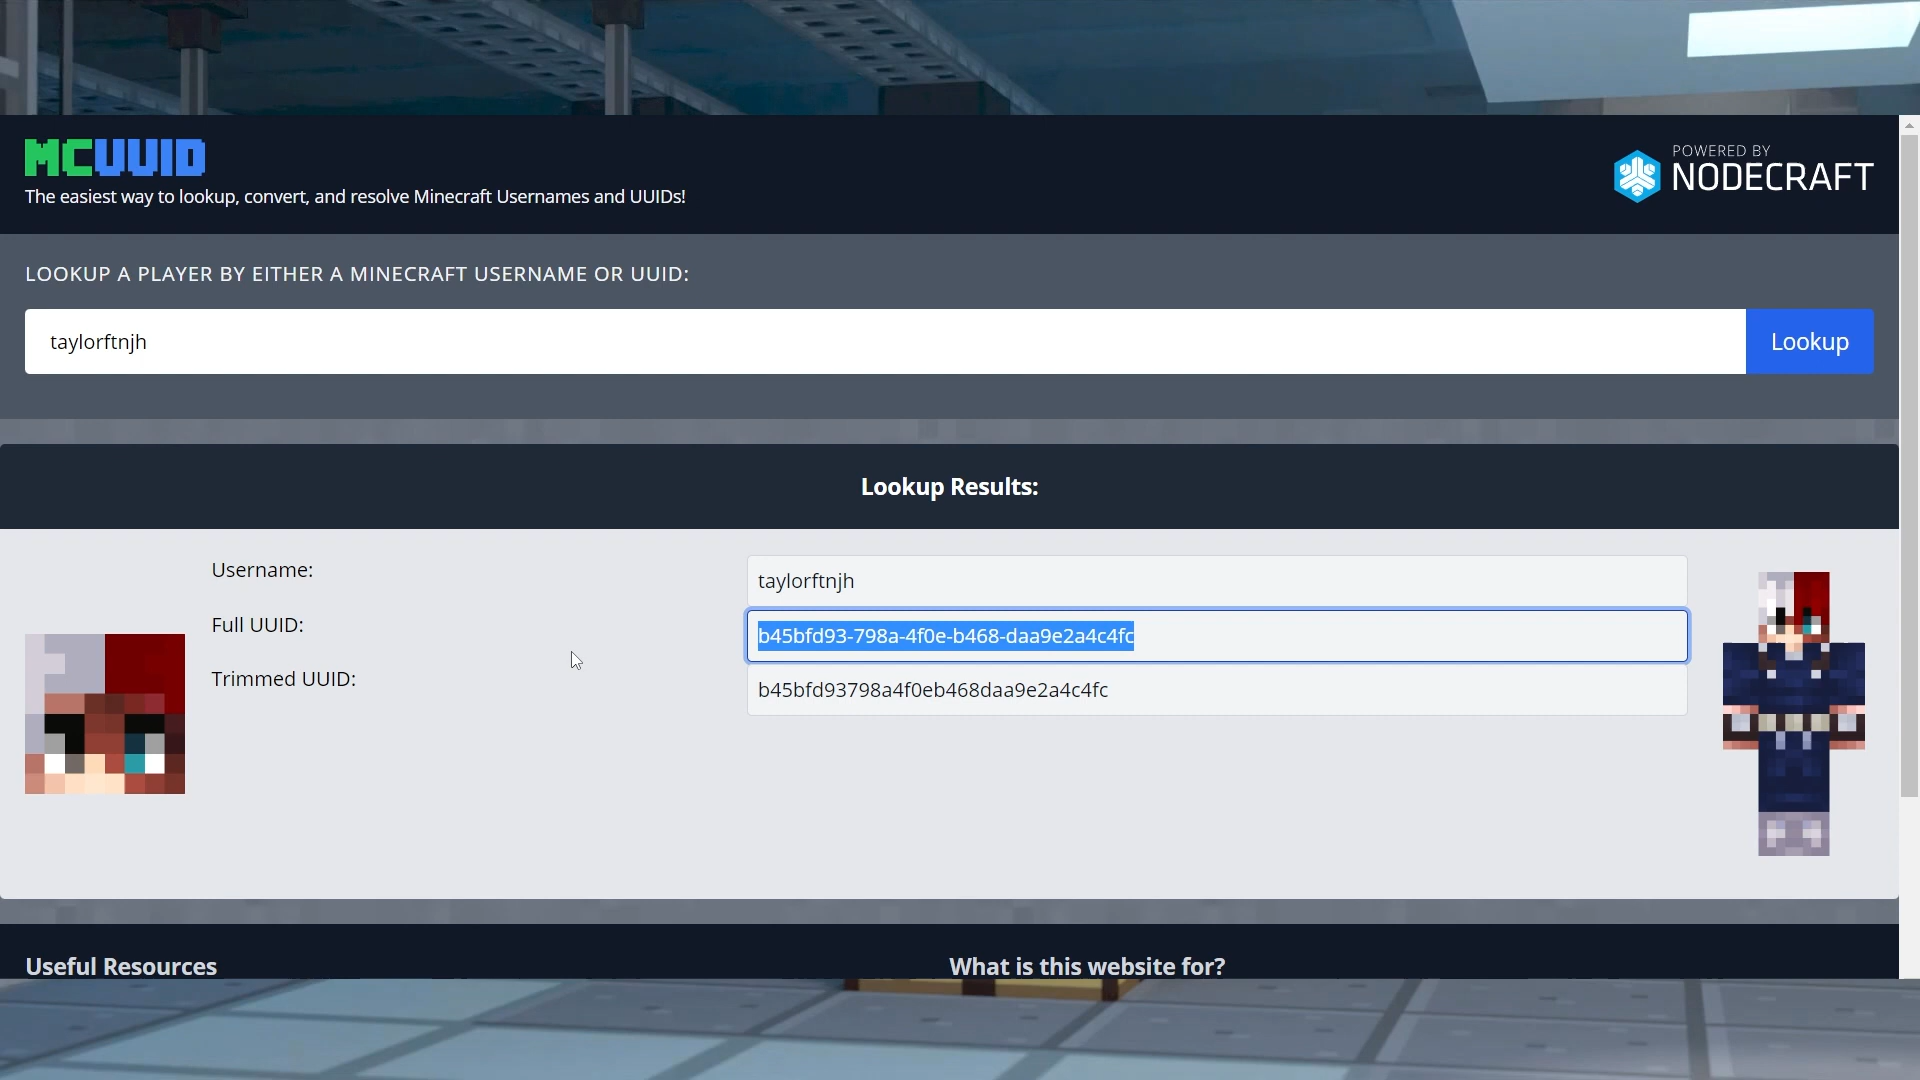 MCUUID
The easiest way to lookup, convert, and resolve Minecraft Usernames and UUIDs!
POWERED BY
NODECRAFT
LOOKUP A PLAYER BY EITHER A MINECRAFT USERNAME OR UUID:
taylorftnjh
Lookup
Lookup Results:
Username:
taylorftnjh
Full UUID:
b45bfd93-798a-4f0e-b468-daa9e2a4c4fc
Trimmed UUID:
b45bfd93798a4f0eb468daa9e2a4c4fc
Useful Resources
What is this website for?